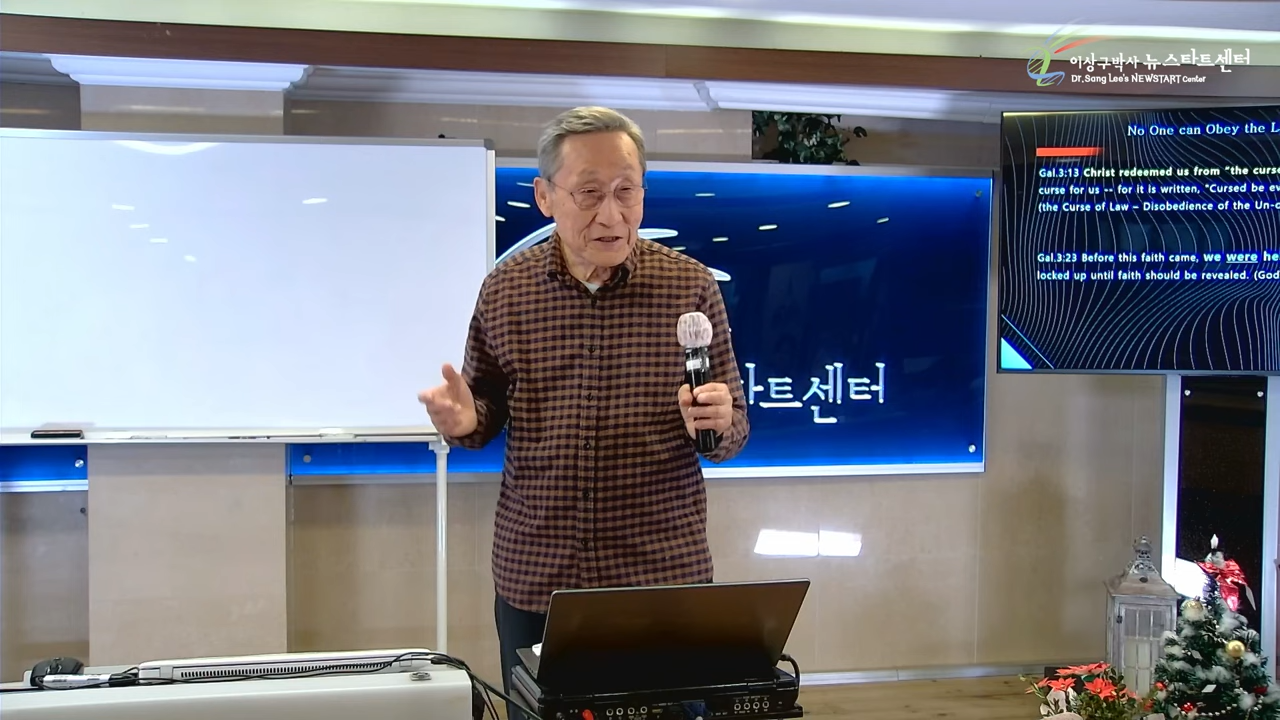 이상구박사 뉴스타트센터
Dr. Sang Lee's NEWSTART Center
No One can Obey the
Gal.3:13 Christ redeemed us from "the curse
curse for us -- for it is written, "Cursed be
(the Curse of Law – Disobedience of the
Gal.3:23 Before this faith came, we were
locked up until faith should be revealed. (God
타트센터